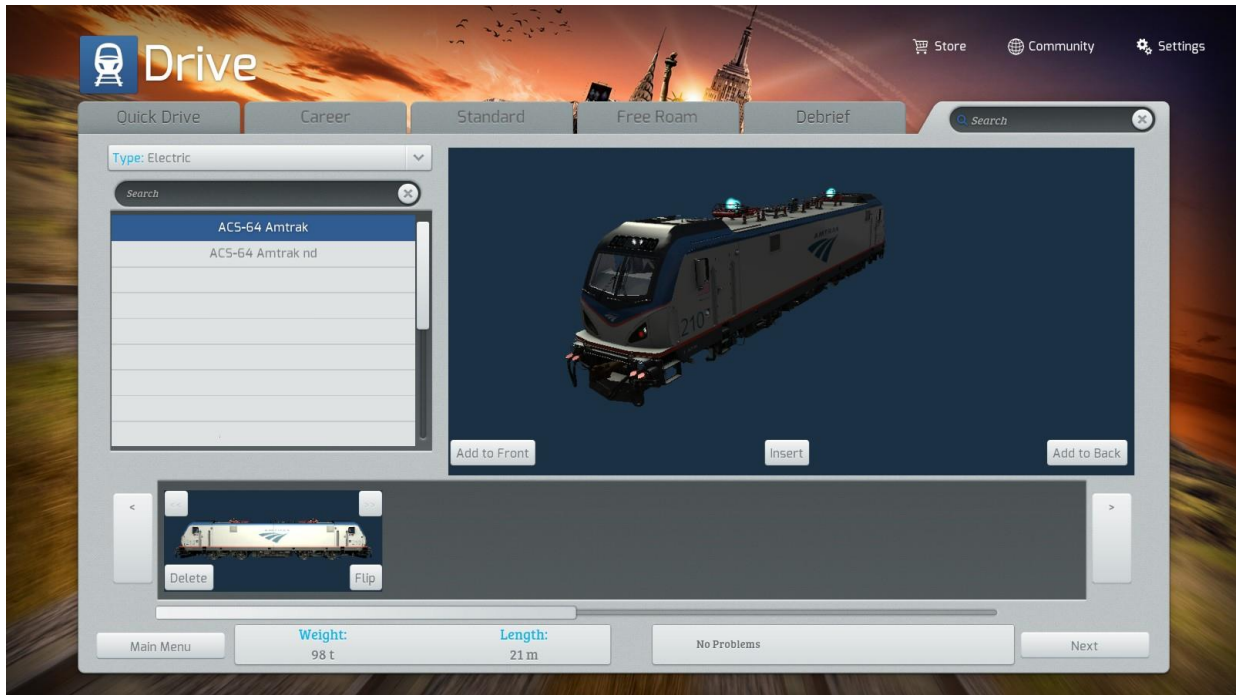 Drive
Store
Community
Settings
Quick Drive
Career
Standard
Free Roam
Debrief
Search
Type: Electric
Search
ACS-64 Amtrak
ACS-64 Amtrak nd
210
AMTRAK
Add to Front
Insert
Add to Back
<
<<
>>
>
Delete
Flip
Main Menu
Weight:
98 t
Length:
21 m
No Problems
Next